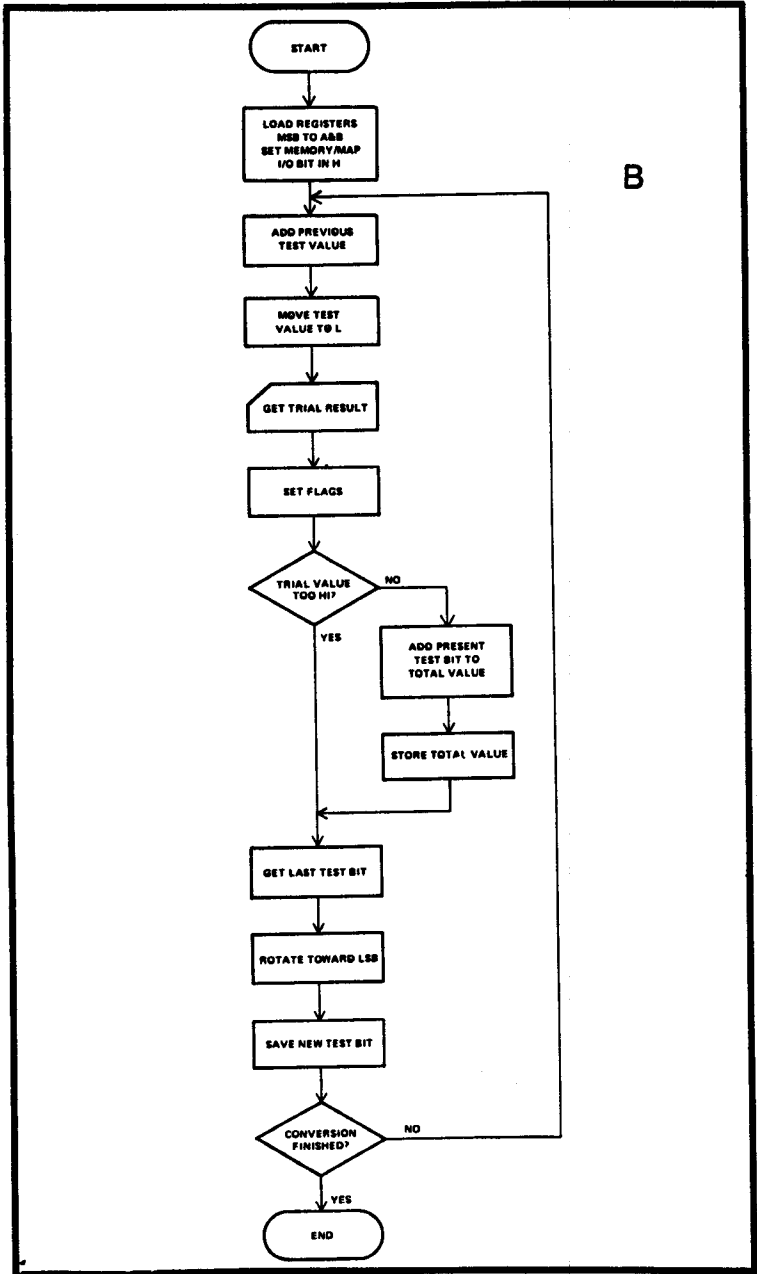 START
LOAD REGISTERS
MSB TO A&B
SET MEMORY/MAP
I/O BIT IN H
B
ADD PREVIOUS
TEST VALUE
MOVE TEST
VALUE TO L
GET TRIAL RESULT
SET FLAGS
TRIAL VALUE
TOO HI?
NO
YES
ADD PRESENT
TEST BIT TO
TOTAL VALUE
STORE TOTAL VALUE
GET LAST TEST BIT
ROTATE TOWARD LSB
SAVE NEW TEST BIT
CONVERSION
FINISHED?
NO
YES
END